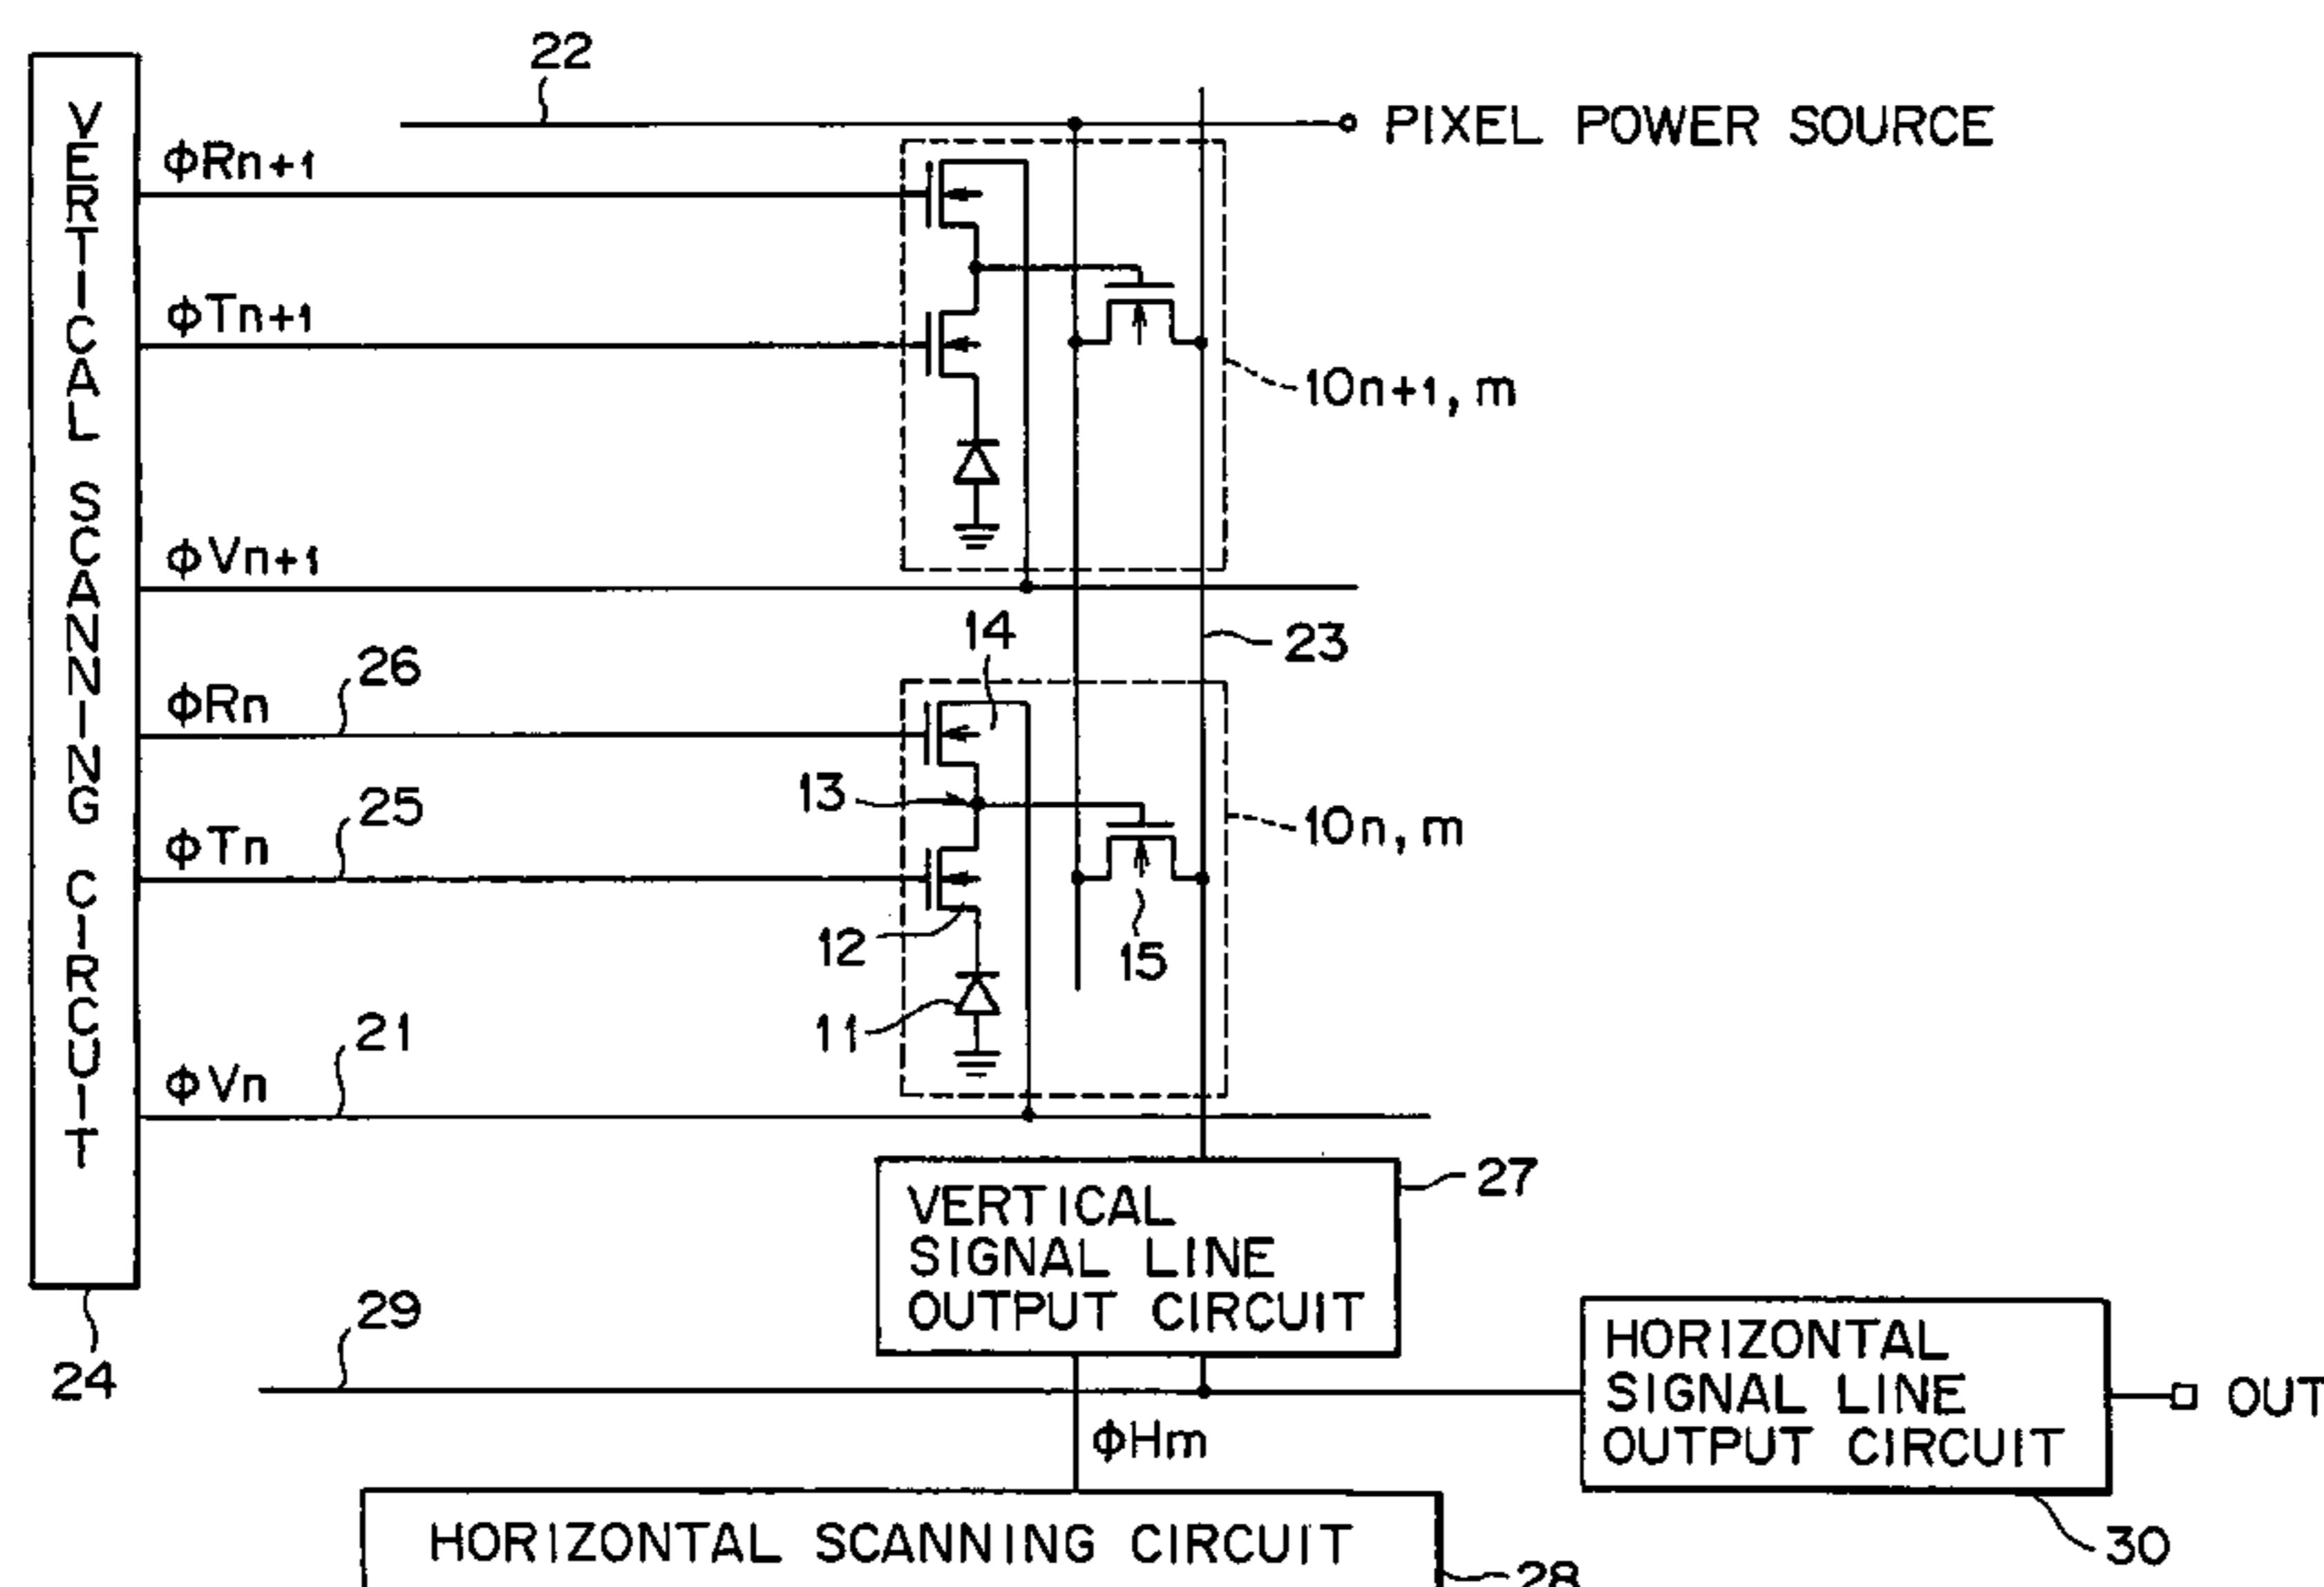 22
PIXEL POWER SOURCE
VERTICAL SCANNING CIRCUIT
ϕRn+1
ϕTn+1
10n+1, m
ϕVn+1
14
23
26
ϕRn
13
25
10n, m
ϕTn
12
15
11
21
ϕVn
27
VERTICAL
SIGNAL LINE
OUTPUT CIRCUIT
29
24
HORIZONTAL
SIGNAL LINE
OUTPUT CIRCUIT
OUT
ϕHm
HORIZONTAL SCANNING CIRCUIT
30
28